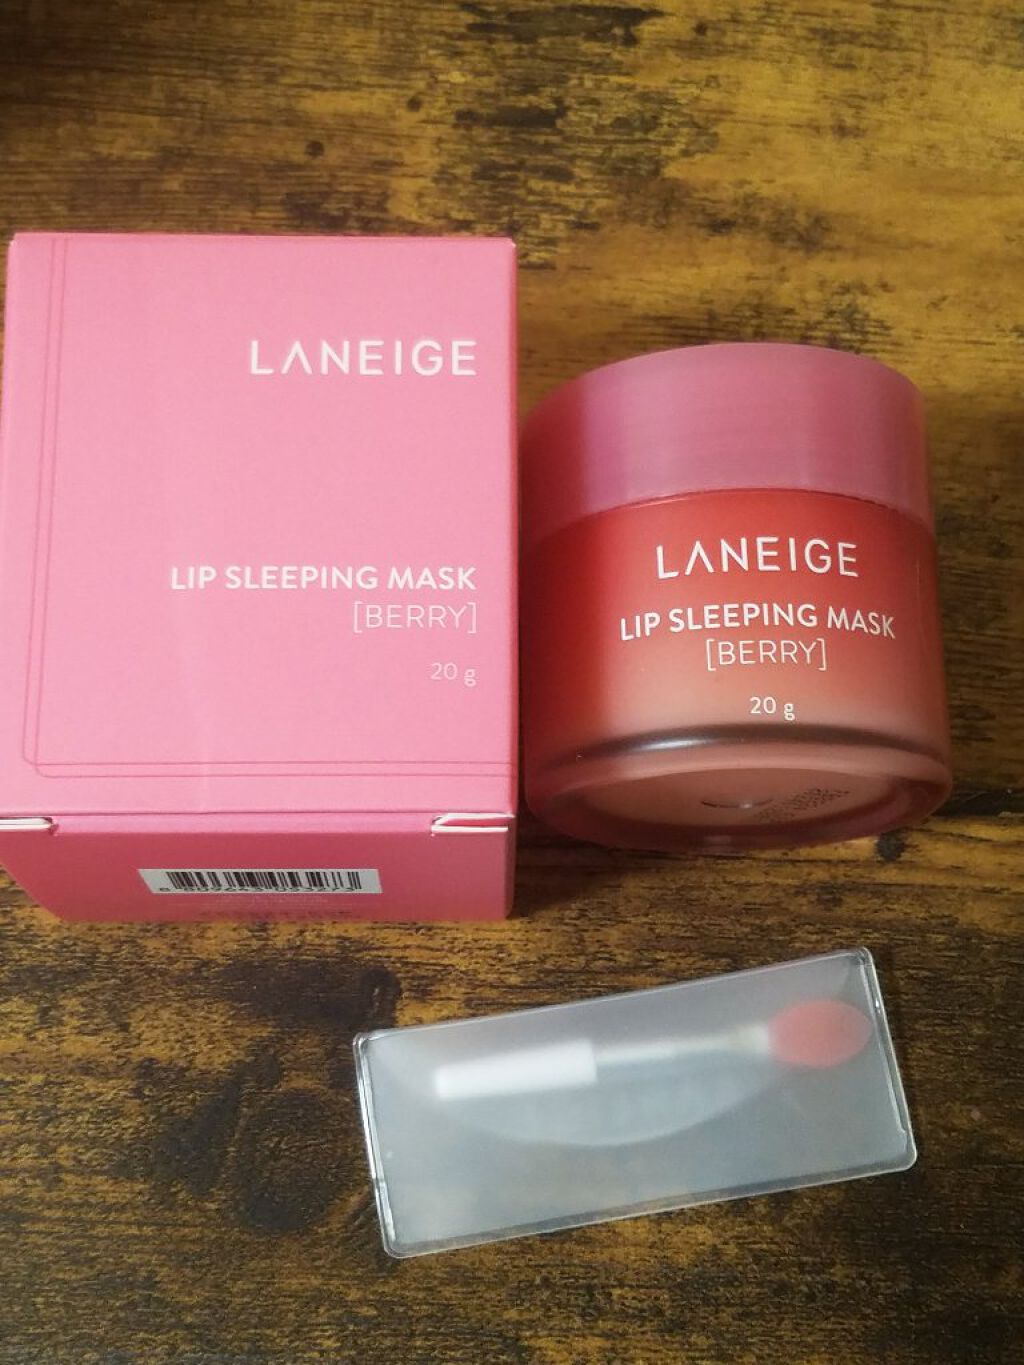 LANEIGE
LIP SLEEPING MASK
[BERRY]
20 g
LANEIGE
LIP SLEEPING MASK
[BERRY]
20 g